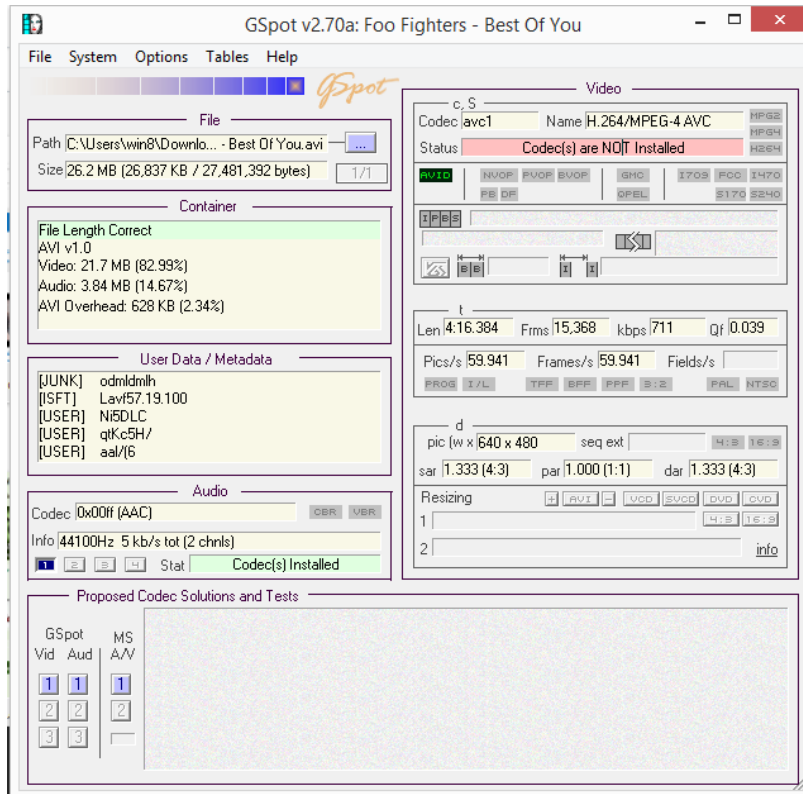 GSpot v2.70a: Foo Fighters - Best Of You
File System Options Tables Help
GSpot
File
Path C:\Users\win8\Downlo... - Best Of You.avi ...
Size 26.2 MB (26,837 KB / 27,481,392 bytes) 1/1
Container
File Length Correct
AVI v1.0
Video: 21.7 MB (82.99%)
Audio: 3.84 MB (14.67%)
AVI Overhead: 628 KB (2.34%)
User Data / Metadata
[JUNK] odmldmlh
[ISFT] Lavf57.19.100
[USER] Ni5DLC
[USER] qtKc5H/
[USER] aal/(6
Audio
Codec 0x00ff (AAC) CBR VBR
Info 44100Hz 5 kb/s tot (2 chnls)
1 2 3 4 Stat Codec(s) Installed
Video
c, S
Codec avc1 Name H.264/MPEG-4 AVC MPG2
MPG4
Status Codec(s) are NOT Installed H264
AVID NVOP PVOP BVOP GMC I709 FCC I470
PB DF QPEL S170 S240
I P B S
B B I I
t
Len 4:16.384 Frms 15,368 kbps 711 Qf 0.039
Pics/s 59.941 Frames/s 59.941 Fields/s
PROG I/L TFF BFF PPF 3:2 PAL NTSC
d
pic (w x 640 x 480 seq ext 4:3 16:9
sar 1.333 (4:3) par 1.000 (1:1) dar 1.333 (4:3)
Resizing + AVI - VCD SVCD DVD CVD
1 4:3 16:9
2 info
Proposed Codec Solutions and Tests
GSpot MS
Vid Aud A/V
1 1 1
2 2 2
3 3